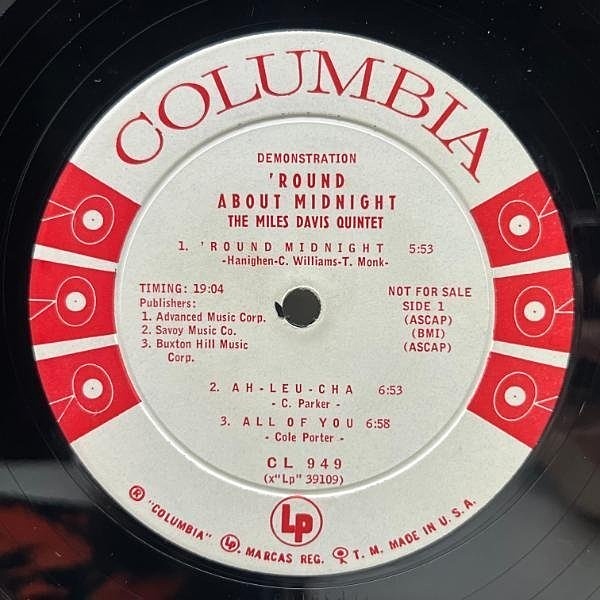 COLUMBIA
DEMONSTRATION
'ROUND
ABOUT MIDNIGHT
THE MILES DAVIS QUINTET
1. 'ROUND MIDNIGHT 5:53
-Hanighen-C. Williams-T. Monk-
TIMING: 19:04
Publishers:
1. Advanced Music Corp.
2. Savoy Music Co.
3. Buxton Hill Music
Corp.
NOT FOR SALE
SIDE 1
(ASCAP)
(BMI)
(ASCAP)
2. AH-LEU-CHA 6:53
- C. Parker -
3. ALL OF YOU 6:58
- Cole Porter -
CL 949
(x"Lp" 39109)
Lp
® "COLUMBIA" Lp. MARCAS REG. T. M. MADE IN U. S. A.